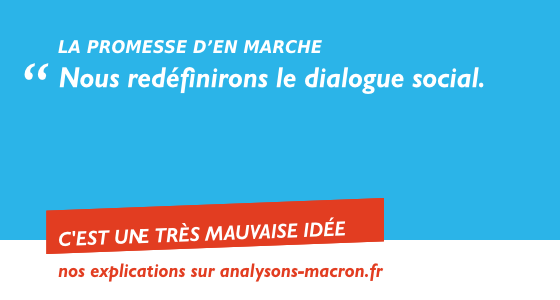 LA PROMESSE D’EN MARCHE
“ Nous redéfinirons le dialogue social.
C'EST UNE TRÈS MAUVAISE IDÉE
nos explications sur analysons-macron.fr